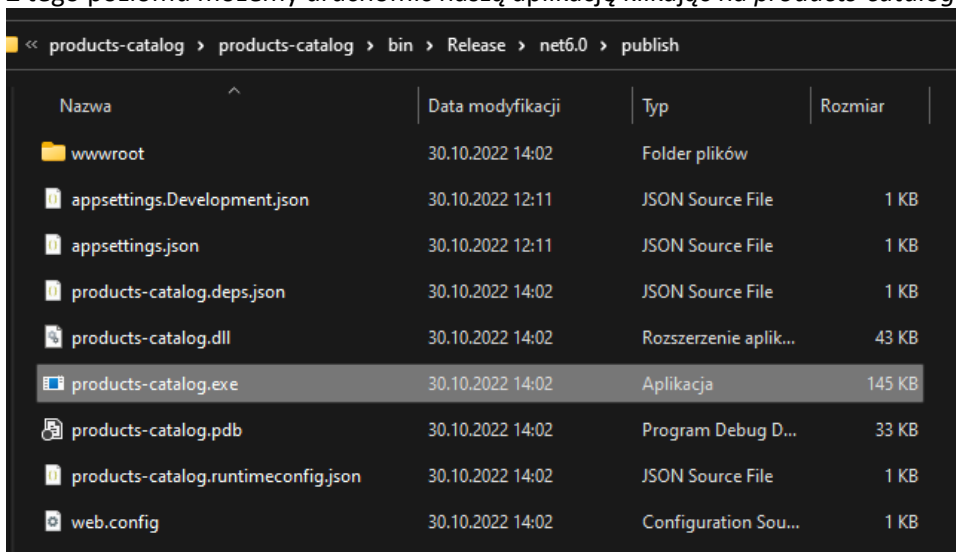 Z tego poziomu możemy uruchomić naszą aplikację klikając na products-catalog
« products-catalog > products-catalog > bin > Release > net6.0 > publish
Nazwa Data modyfikacji Typ Rozmiar
wwwroot 30.10.2022 14:02 Folder plików
appsettings.Development.json 30.10.2022 12:11 JSON Source File 1 KB
appsettings.json 30.10.2022 12:11 JSON Source File 1 KB
products-catalog.deps.json 30.10.2022 14:02 JSON Source File 1 KB
products-catalog.dll 30.10.2022 14:02 Rozszerzenie aplik... 43 KB
products-catalog.exe 30.10.2022 14:02 Aplikacja 145 KB
products-catalog.pdb 30.10.2022 14:02 Program Debug D... 33 KB
products-catalog.runtimeconfig.json 30.10.2022 14:02 JSON Source File 1 KB
web.config 30.10.2022 14:02 Configuration Sou... 1 KB